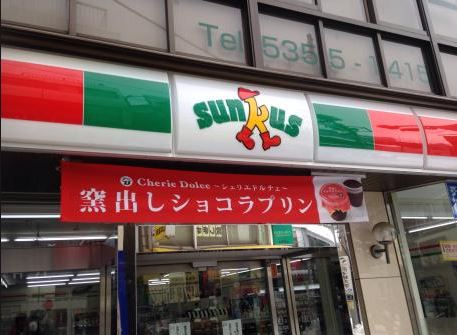 Tel 5355-1415
sunkus
Cherie Dolce ～シェリエドルチェ～
窯出しショコラプリン